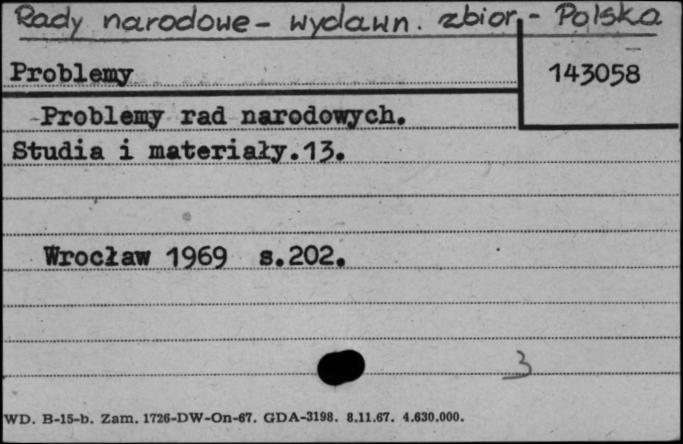 Rady narodowe - wydawn. zbior. - Polska
Problemy
143058
-Problemy rad narodowych.
Studia i materiały.13.
Wrocław 1969 s.202.
3
WD. B-15-b. Zam. 1726-DW-On-67. GDA-3198. 8.11.67. 4.630.000.